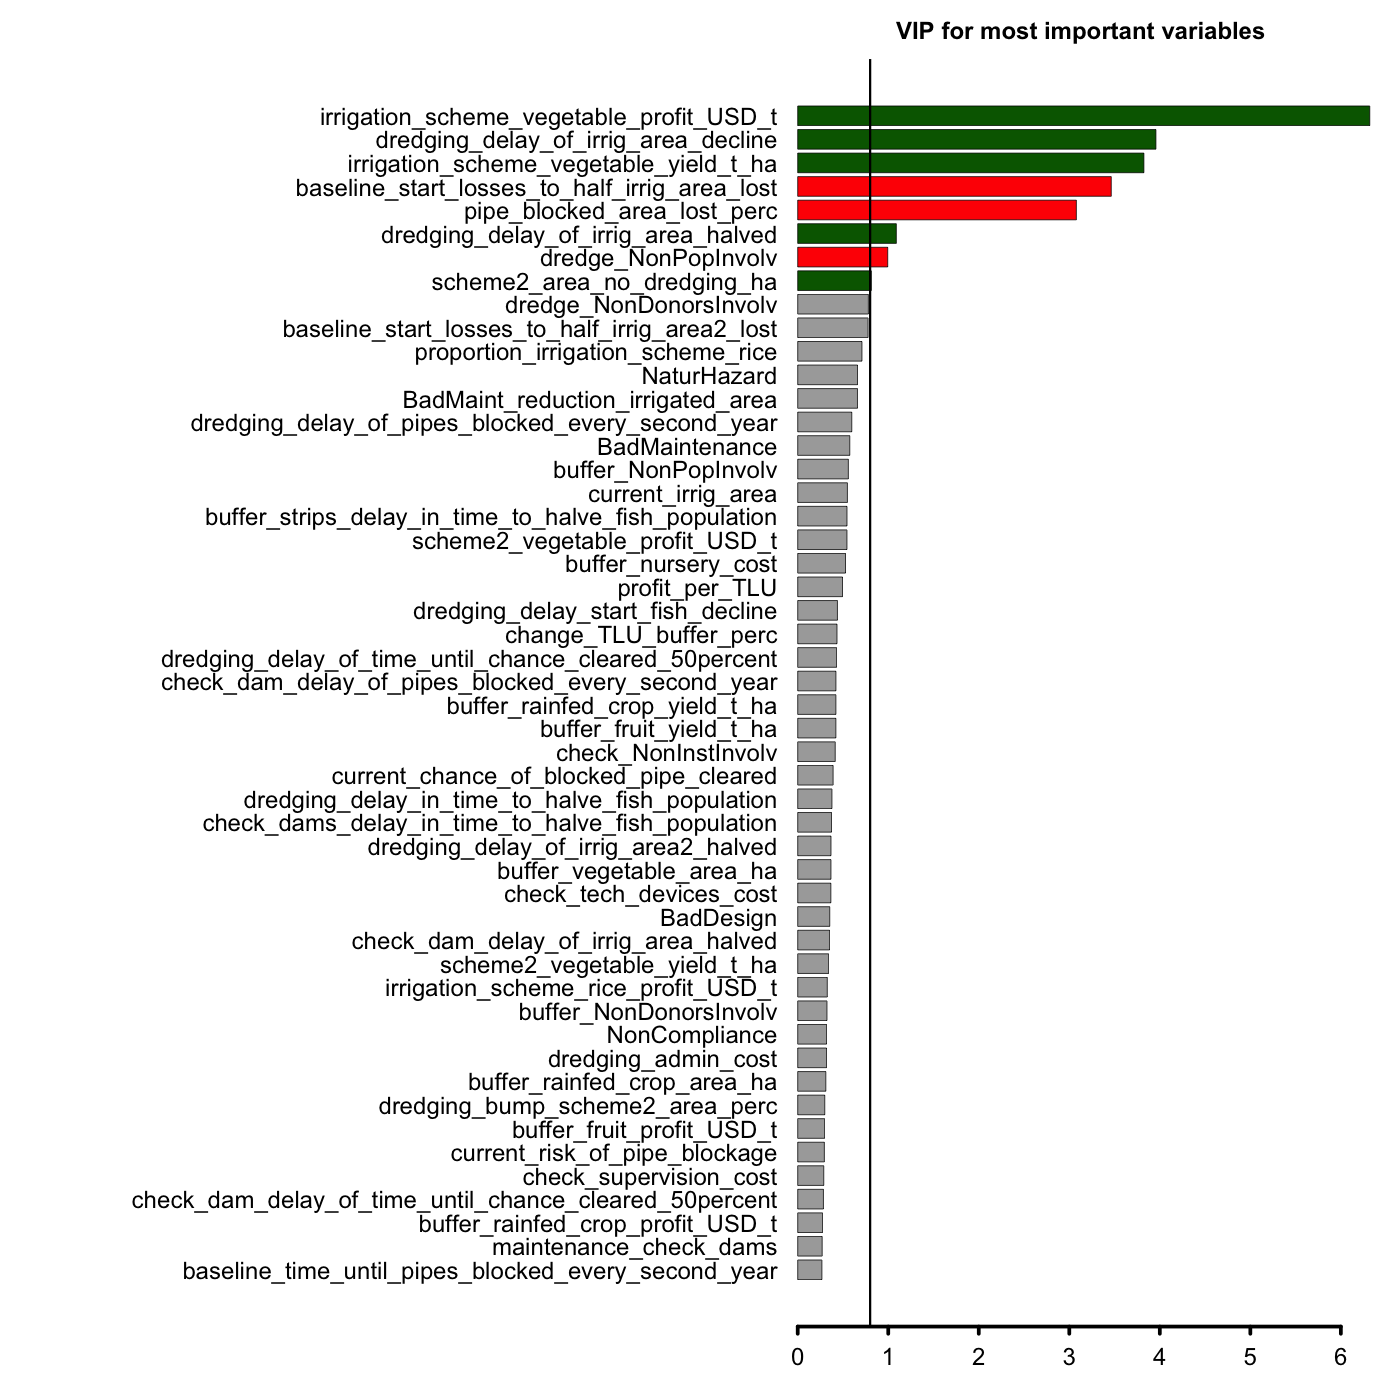 VIP for most important variables
irrigation_scheme_vegetable_profit_USD_t
dredging_delay_of_irrig_area_decline
irrigation_scheme_vegetable_yield_t_ha
baseline_start_losses_to_half_irrig_area_lost
pipe_blocked_area_lost_perc
dredging_delay_of_irrig_area_halved
dredge_NonPopInvolv
scheme2_area_no_dredging_ha
dredge_NonDonorsInvolv
baseline_start_losses_to_half_irrig_area2_lost
proportion_irrigation_scheme_rice
NaturHazard
BadMaint_reduction_irrigated_area
dredging_delay_of_pipes_blocked_every_second_year
BadMaintenance
buffer_NonPopInvolv
current_irrig_area
buffer_strips_delay_in_time_to_halve_fish_population
scheme2_vegetable_profit_USD_t
buffer_nursery_cost
profit_per_TLU
dredging_delay_start_fish_decline
change_TLU_buffer_perc
dredging_delay_of_time_until_chance_cleared_50percent
check_dam_delay_of_pipes_blocked_every_second_year
buffer_rainfed_crop_yield_t_ha
buffer_fruit_yield_t_ha
check_NonInstInvolv
current_chance_of_blocked_pipe_cleared
dredging_delay_in_time_to_halve_fish_population
check_dams_delay_in_time_to_halve_fish_population
dredging_delay_of_irrig_area2_halved
buffer_vegetable_area_ha
check_tech_devices_cost
BadDesign
check_dam_delay_of_irrig_area_halved
scheme2_vegetable_yield_t_ha
irrigation_scheme_rice_profit_USD_t
buffer_NonDonorsInvolv
NonCompliance
dredging_admin_cost
buffer_rainfed_crop_area_ha
dredging_bump_scheme2_area_perc
buffer_fruit_profit_USD_t
current_risk_of_pipe_blockage
check_supervision_cost
check_dam_delay_of_time_until_chance_cleared_50percent
buffer_rainfed_crop_profit_USD_t
maintenance_check_dams
baseline_time_until_pipes_blocked_every_second_year
0 1 2 3 4 5 6